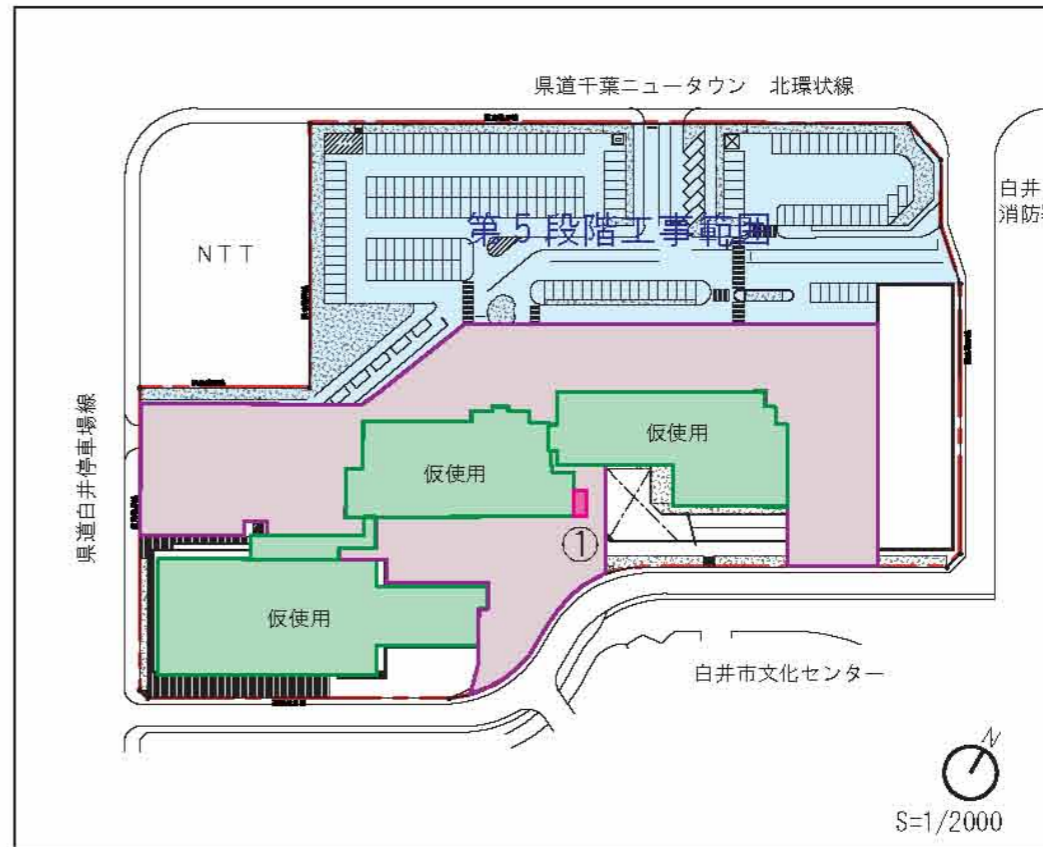 県道千葉ニュータウン 北環状線
白井
消防
第5段階工事範囲
NTT
県道白井停車場線
仮使用
仮使用
①
仮使用
白井市文化センター
N
S=1/2000